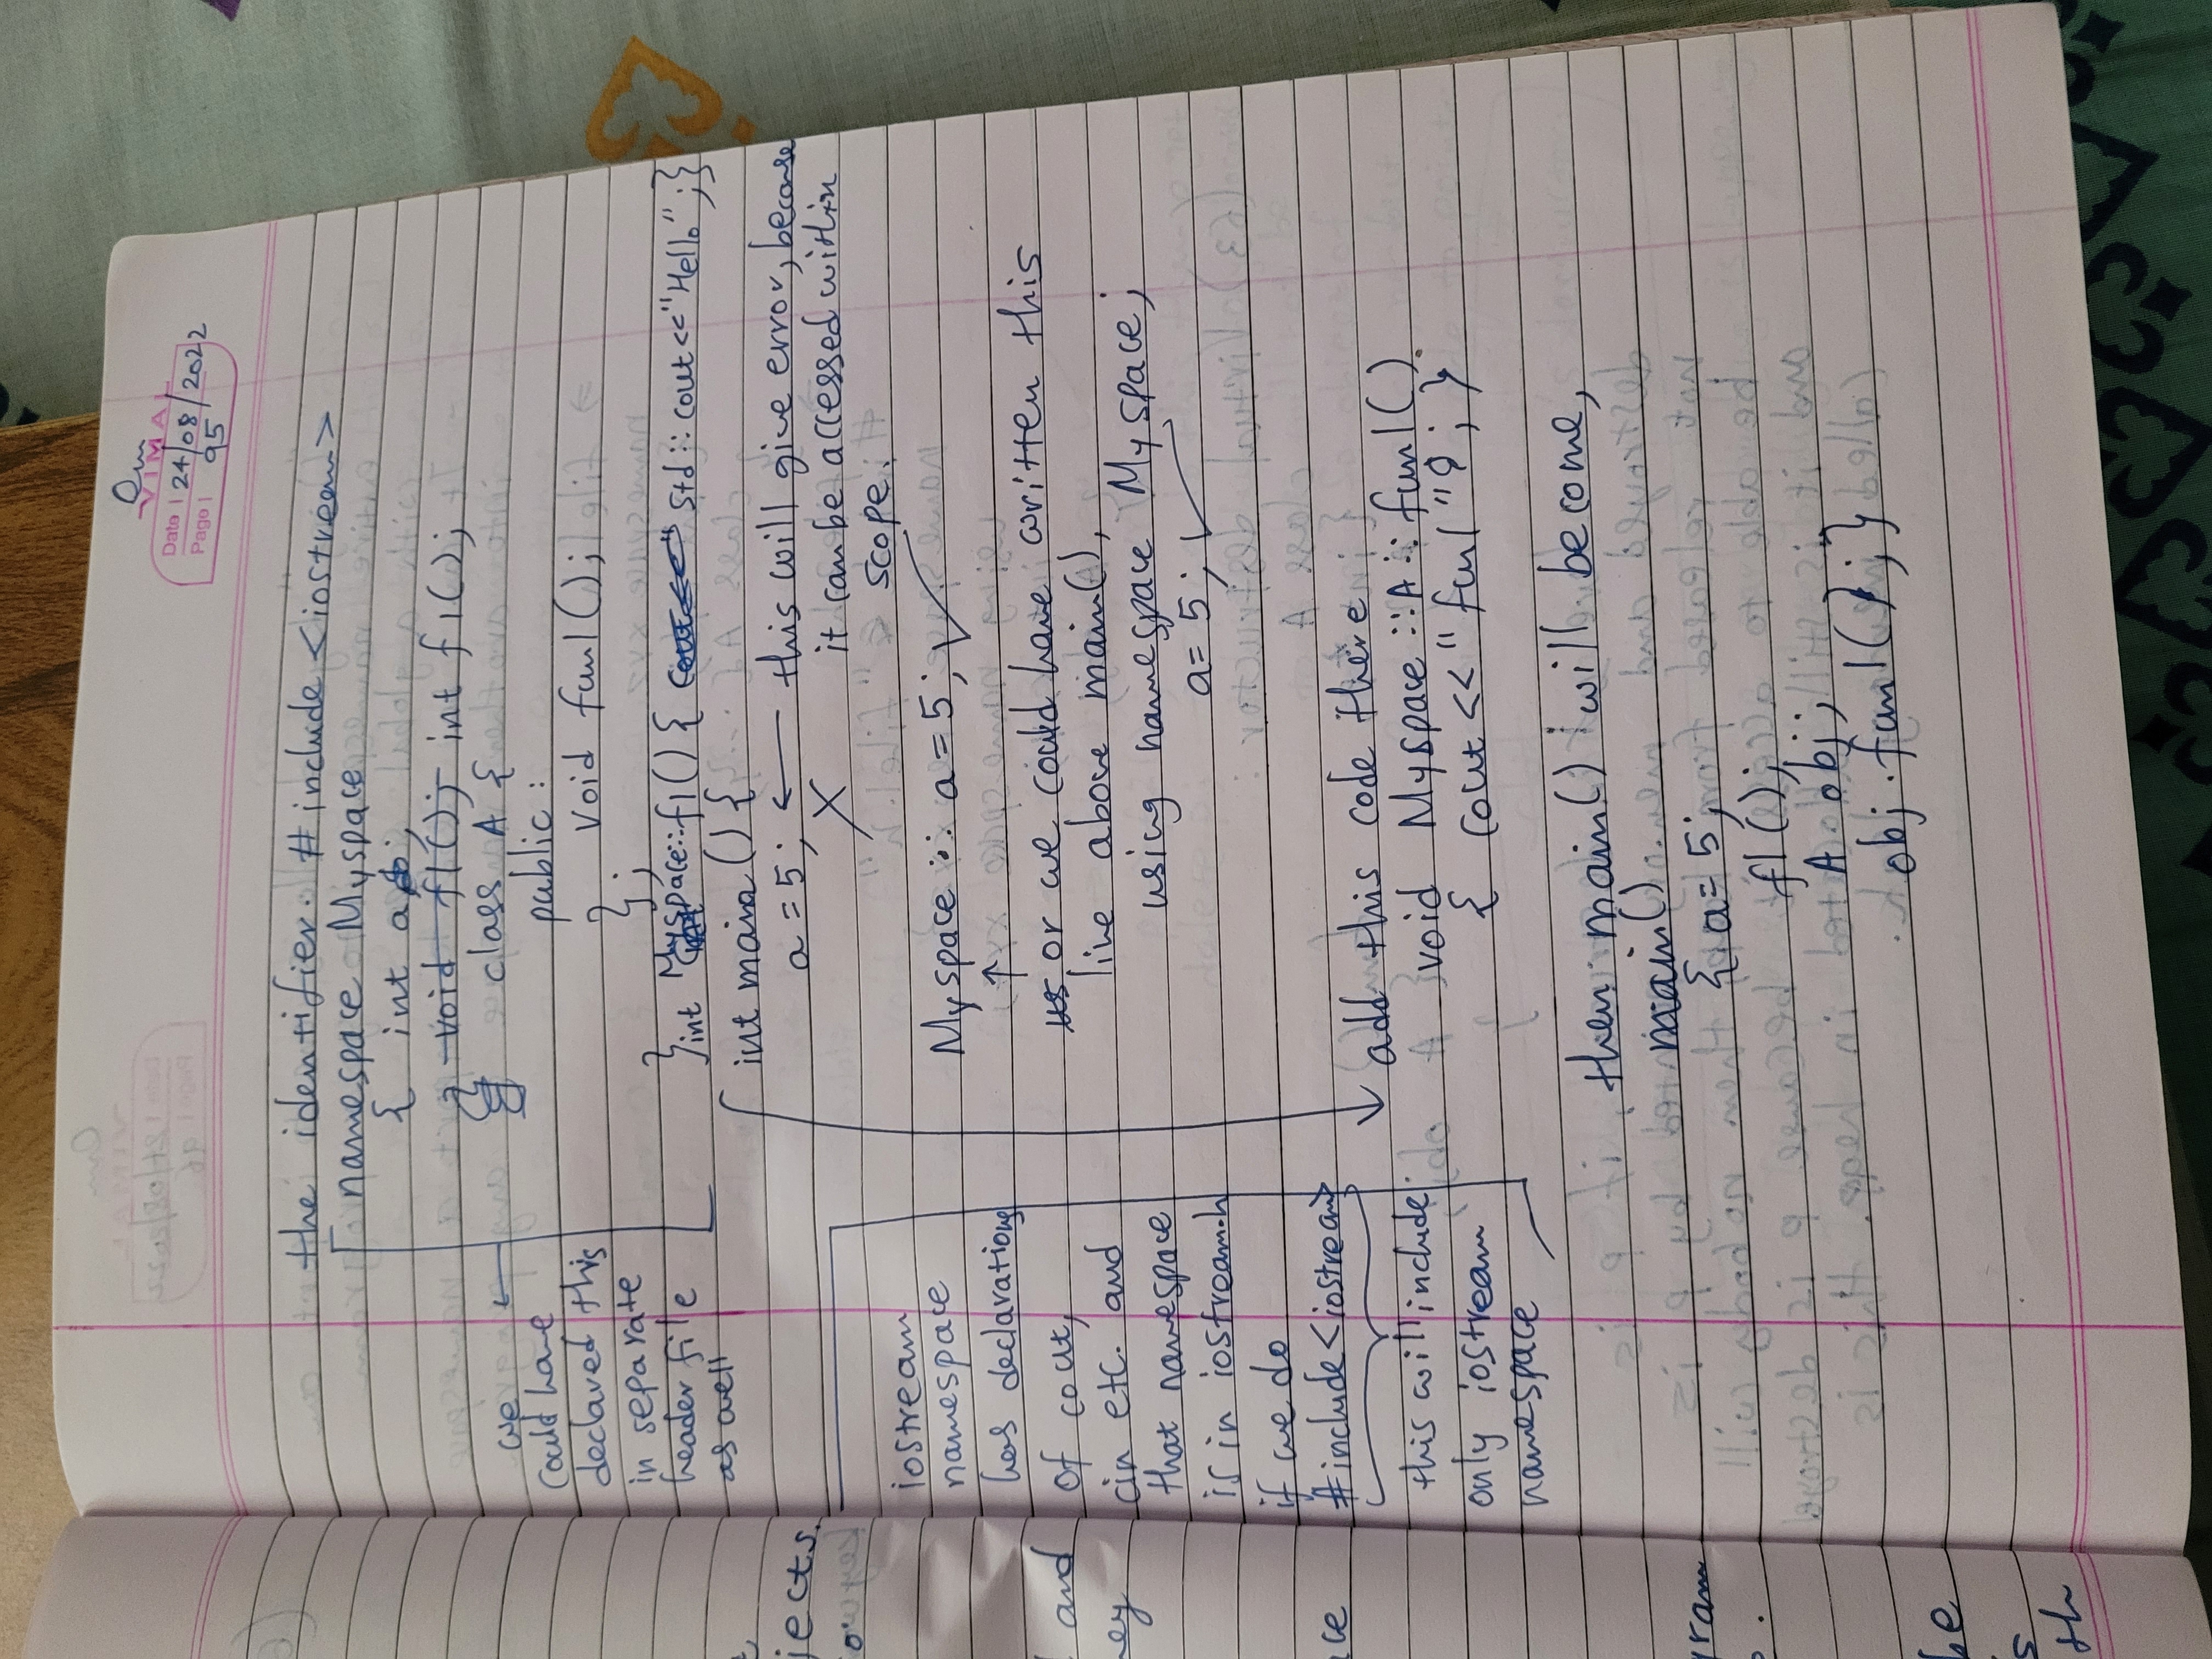 Om
VIMAL
Date | 24/08/2022
Page | 95
the identifier. #include <iostream>
namespace Myspace
{ int a;
void f1(); int f1();
class A {
public :
void fun1();
};
}int Myspace::f1() { cout<<" std::cout<<"Hello";}
we
could have
declared this
in separate
header file
as well
int main () {
a = 5; ← this will give error, because
it can be accessed within
scope.
Myspace :: a = 5; ✓
↑
or we could have written this
line above main(),
using namespace Myspace;
a = 5; ✓
iostream
namespace
has declarations
of cout,
cin etc. and
that namespace
is in iostream.h
if we do
#include<iostream>
this will include
only iostream
namespace
add this code there
void Myspace :: A :: fun1()
{ cout << "fun1"; }
then main() will become,
main()
{ a = 5;
f1();
A obj;
obj.fun1(); }
jects.
o.
and
ey
ce
gram
be
s
th